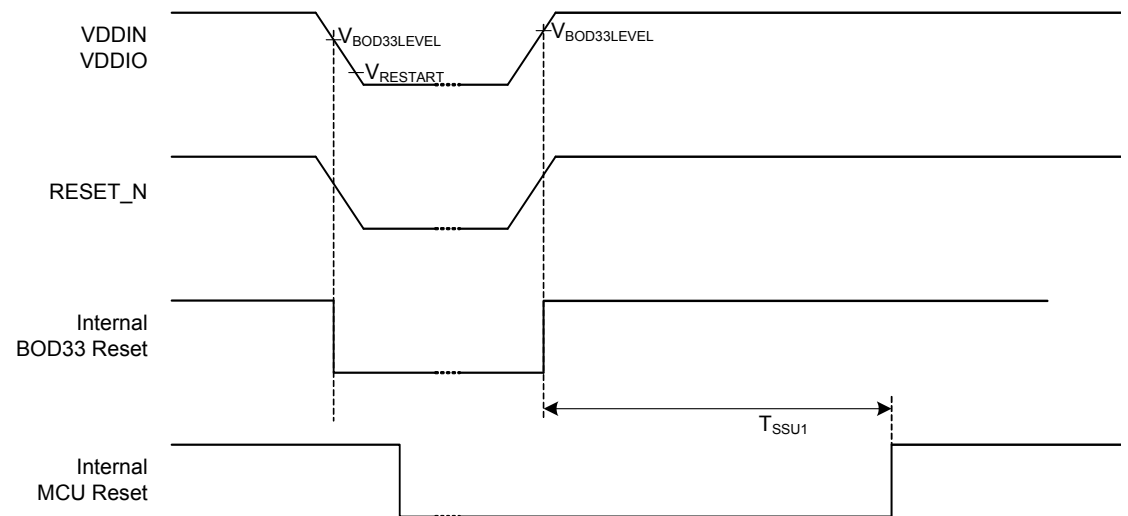 VDDIN
VDDIO
VBOD33LEVEL
VBOD33LEVEL
VRESTART
RESET_N
Internal
BOD33 Reset
TSSU1
Internal
MCU Reset